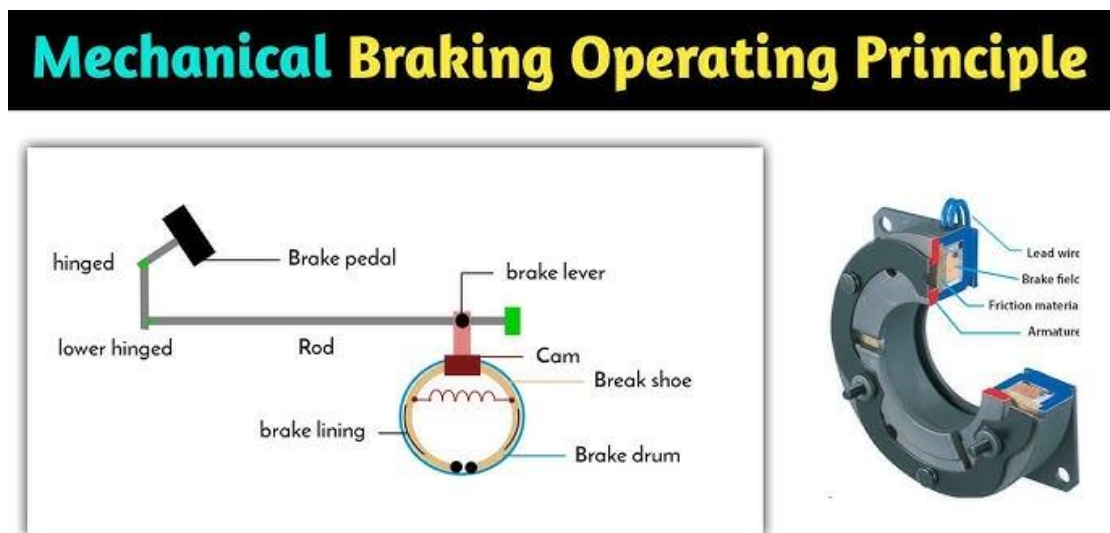 Mechanical Braking Operating Principle
hinged
Brake pedal
brake lever
lower hinged
Rod
Cam
Break shoe
brake lining
Brake drum
Lead wire
Brake fielc
Friction materia
Armature